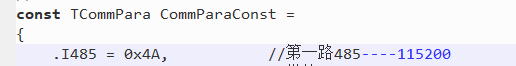 const TCommPara CommParaConst =
{
    .I485 = 0x4A,          //第一路485----115200